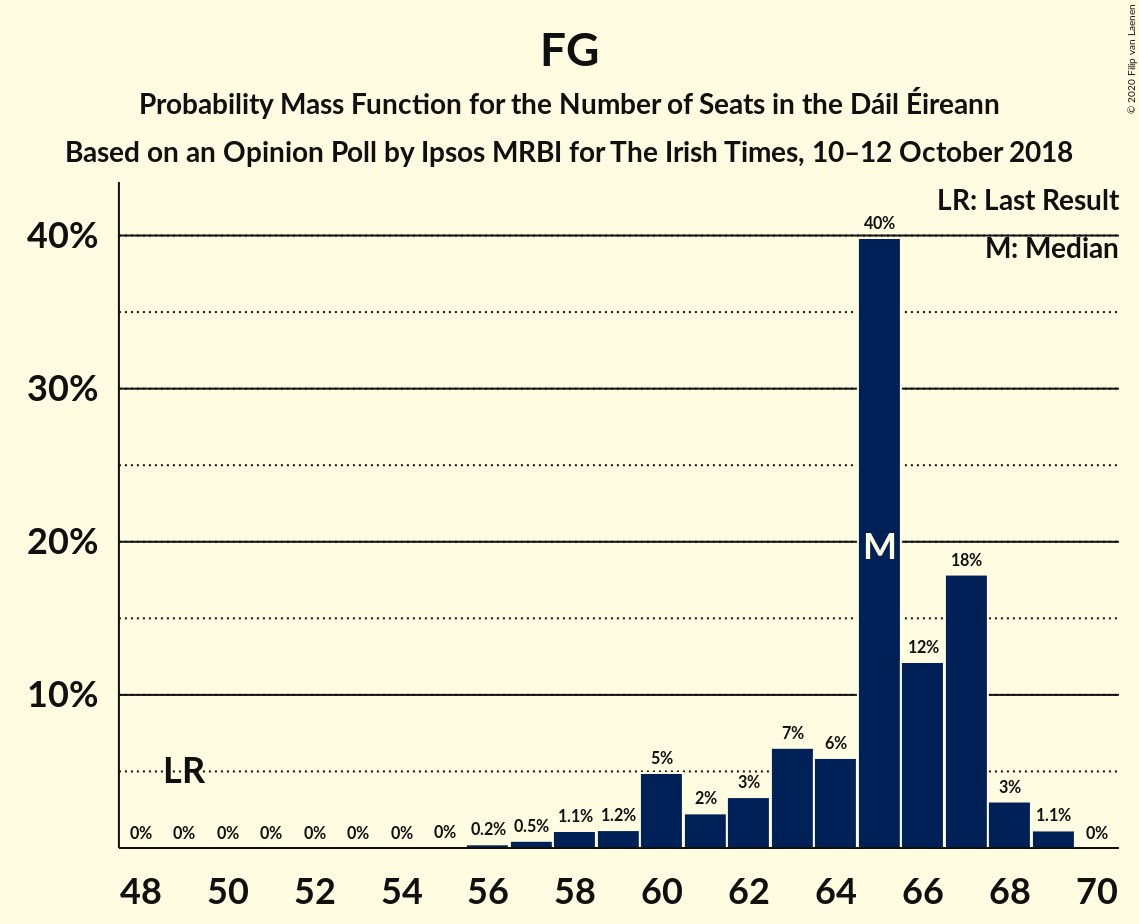 FG
Probability Mass Function for the Number of Seats in the Dáil Éireann
Based on an Opinion Poll by Ipsos MRBI for The Irish Times, 10–12 October 2018
© 2020 Filip van Laenen
LR: Last Result
M: Median
40%
30%
20%
10%
LR
M
0% 0% 0% 0% 0% 0% 0% 0% 0.2% 0.5% 1.1% 1.2% 5% 2% 3% 7% 6% 40% 12% 18% 3% 1.1% 0%
48 50 52 54 56 58 60 62 64 66 68 70